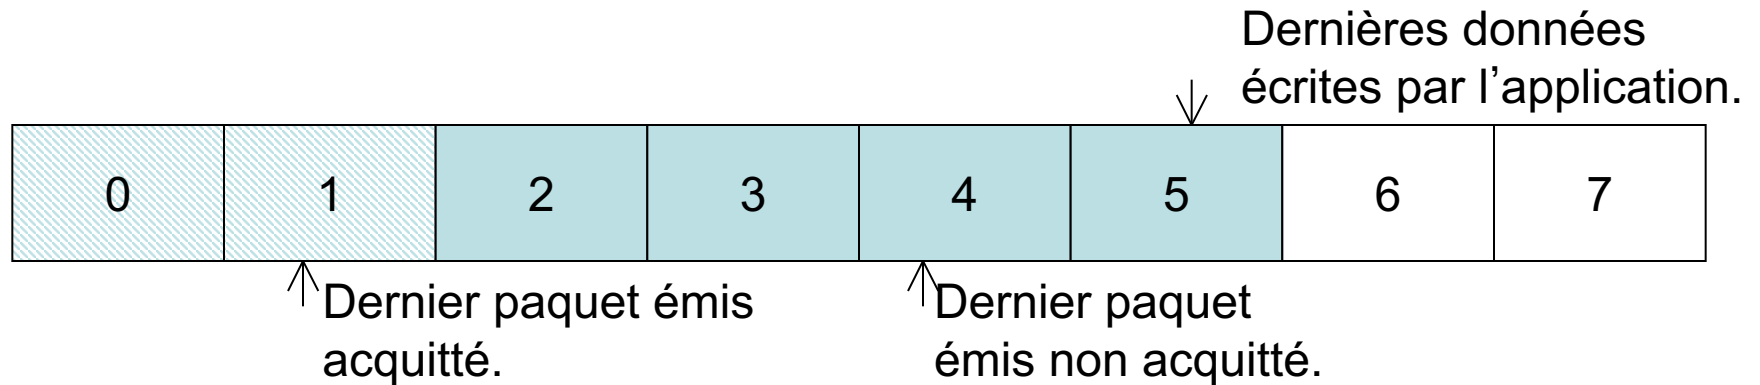 Dernières données
écrites par l’application.
0 1 2 3 4 5 6 7
Dernier paquet émis
acquitté.
Dernier paquet
émis non acquitté.